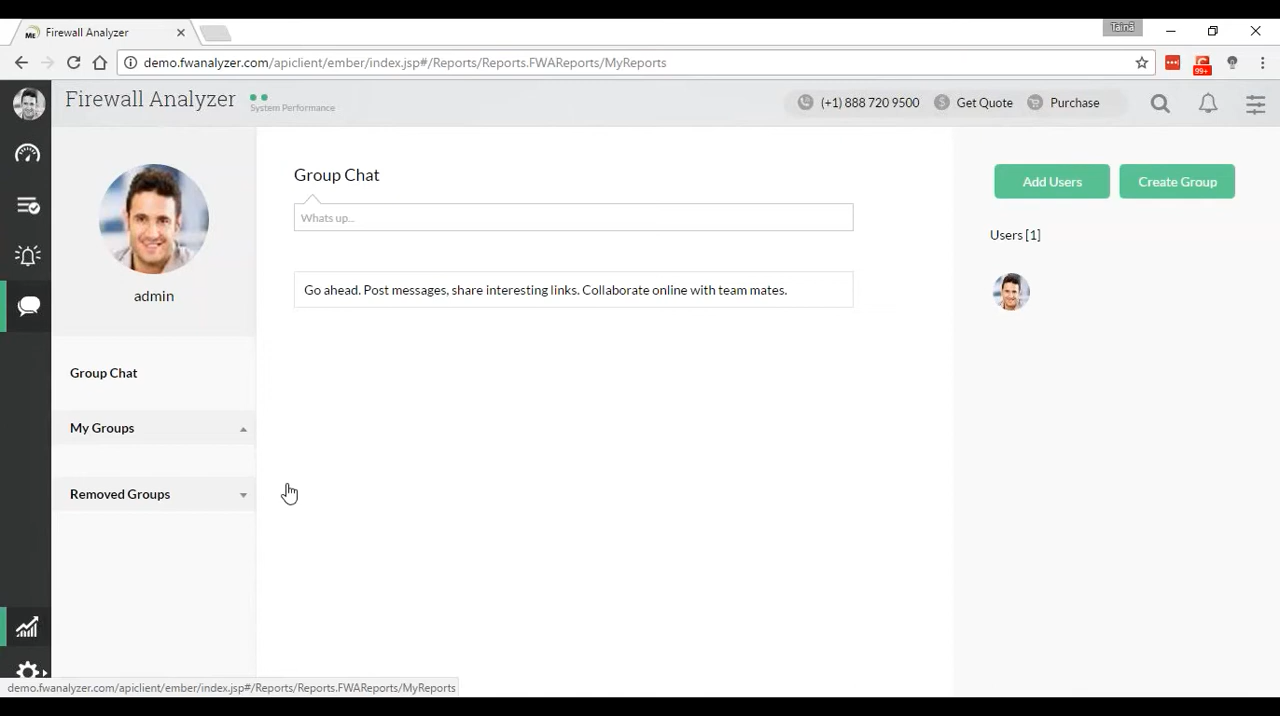 Firewall Analyzer
Tainá
demo.fwanalyzer.com/apiclient/ember/index.jsp#/Reports/Reports.FWAReports/MyReports
99+
Firewall Analyzer
System Performance
(+1) 888 720 9500
Get Quote
Purchase
admin
Group Chat
My Groups
Removed Groups
Group Chat
Whats up...
Go ahead. Post messages, share interesting links. Collaborate online with team mates.
Add Users
Create Group
Users [1]
demo.fwanalyzer.com/apiclient/ember/index.jsp#/Reports/Reports.FWAReports/MyReports